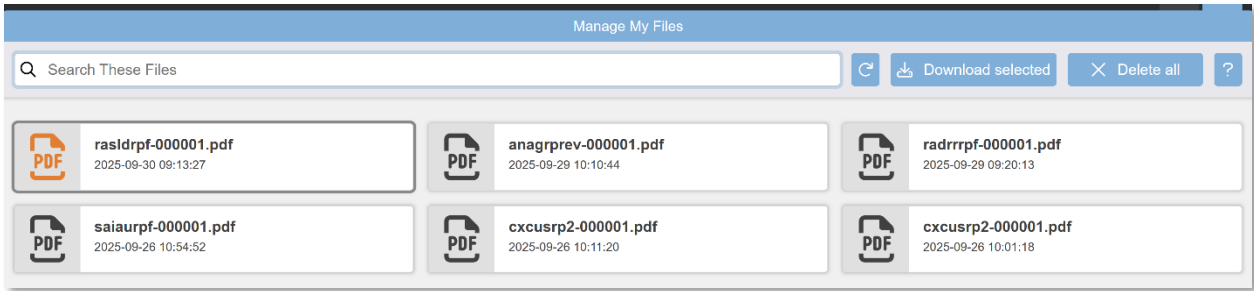 Manage My Files
Search These Files
Download selected
Delete all
?
PDF
rasldrpf-000001.pdf
2025-09-30 09:13:27
PDF
anagrprev-000001.pdf
2025-09-29 10:10:44
PDF
radrrrpf-000001.pdf
2025-09-29 09:20:13
PDF
saiaurpf-000001.pdf
2025-09-26 10:54:52
PDF
cxcusrp2-000001.pdf
2025-09-26 10:11:20
PDF
cxcusrp2-000001.pdf
2025-09-26 10:01:18